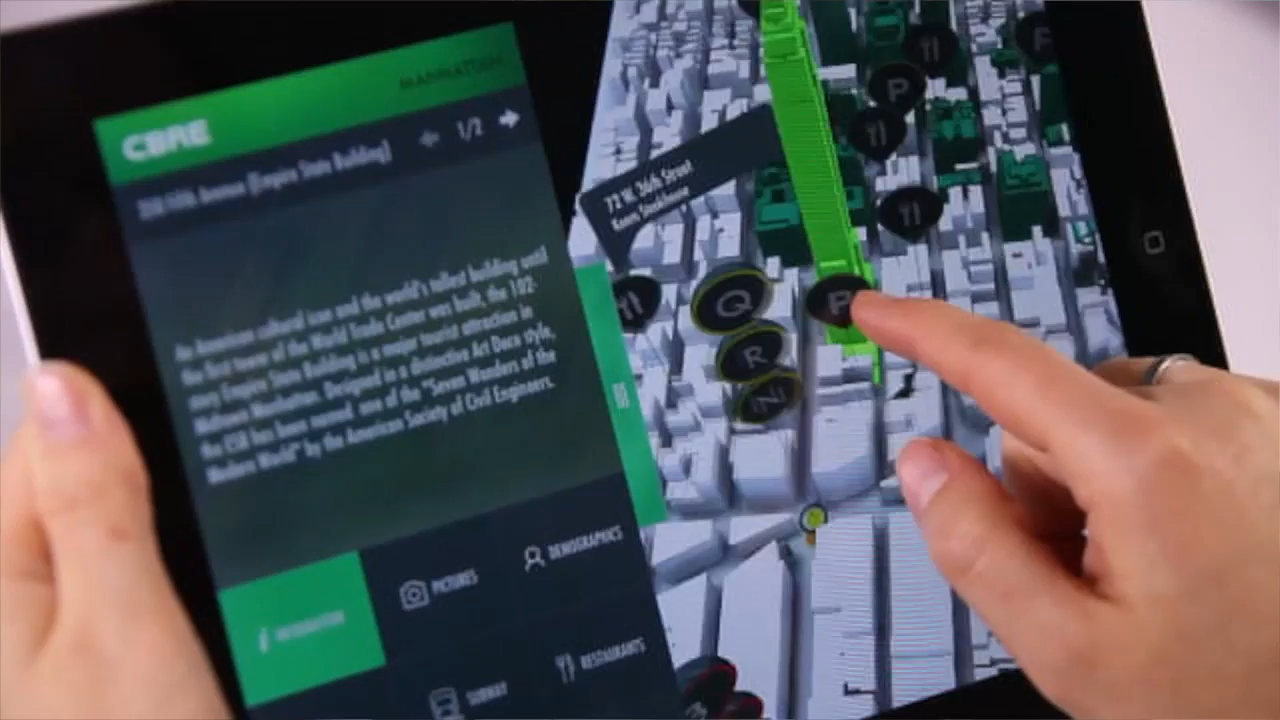 MANHATTAN
CBRE
1/2
350 Fifth Avenue (Empire State Building)
An American cultural icon and the world's tallest building until
the first tower of the World Trade Center was built, the 102-
story Empire State Building is a major tourist attraction in
Midtown Manhattan. Designed in a distinctive Art Deco style,
the ESB has been named one of the "Seven Wonders of the
Modern World" by the American Society of Civil Engineers.
INFORMATION
PICTURES
DEMOGRAPHICS
SUBWAY
RESTAURANTS
72 W. 36th Street
Keens Steakhouse
P
Q
P
R
N